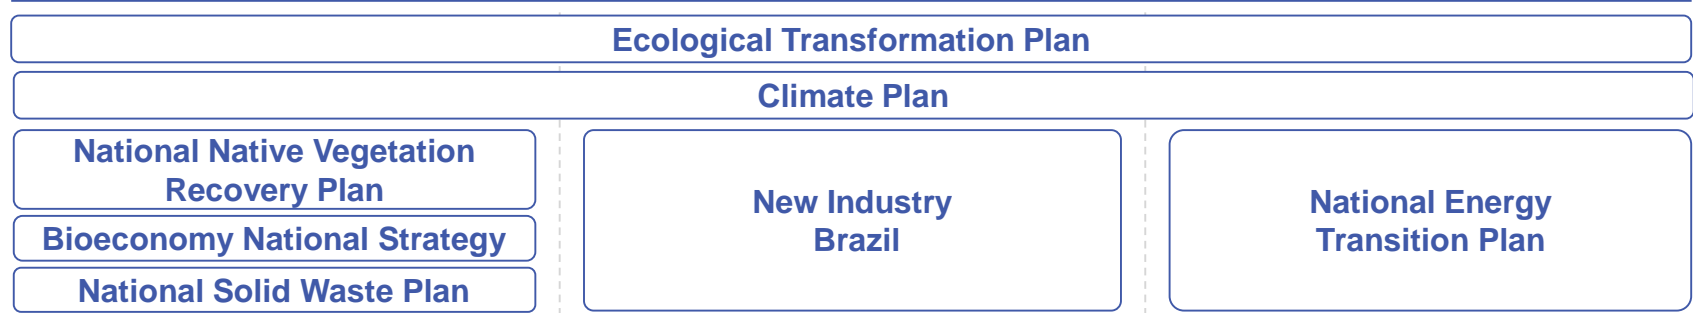 Ecological Transformation Plan
Climate Plan
National Native Vegetation
Recovery Plan
Bioeconomy National Strategy
National Solid Waste Plan
New Industry
Brazil
National Energy
Transition Plan